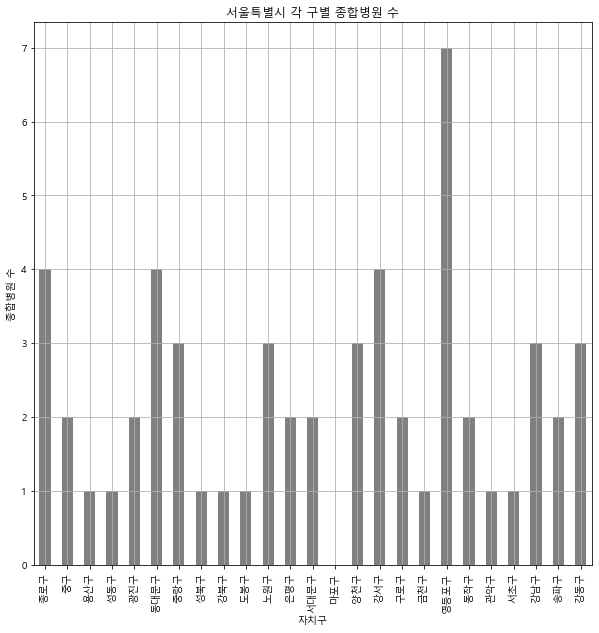 서울특별시 각 구별 종합병원 수
종합병원 수
7
6
5
4
3
2
1
0
종로구
중구
용산구
성동구
광진구
동대문구
중랑구
성북구
강북구
도봉구
노원구
은평구
서대문구
마포구
양천구
강서구
구로구
금천구
영등포구
동작구
관악구
서초구
강남구
송파구
강동구
자치구